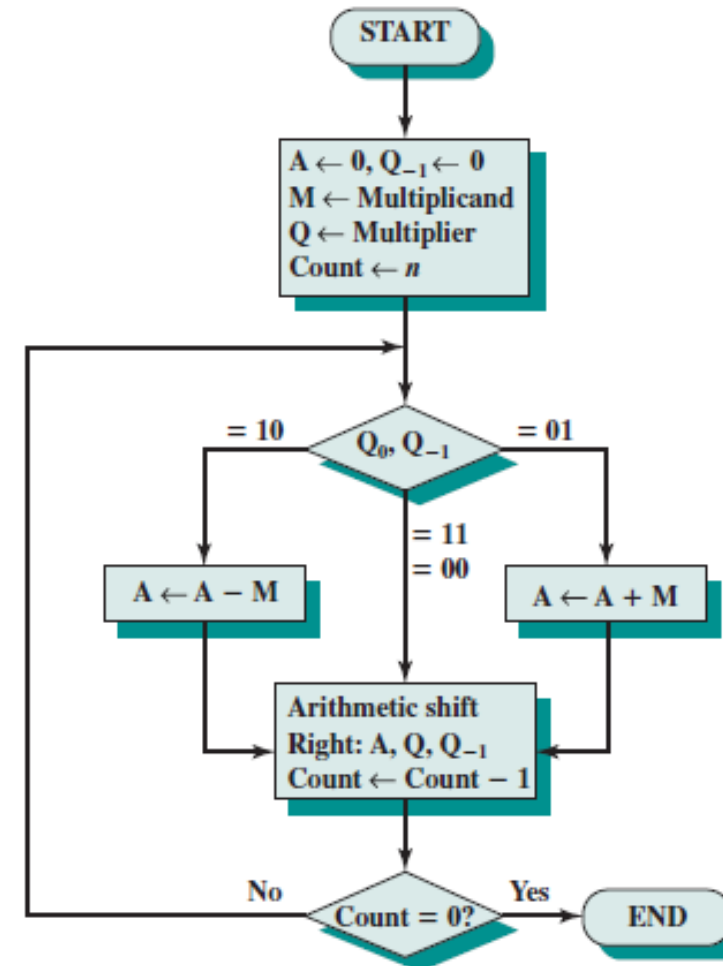 START
A ← 0, Q₋₁ ← 0
M ← Multiplicand
Q ← Multiplier
Count ← n
= 10
Q₀, Q₋₁
= 01
= 11
= 00
A ← A − M
A ← A + M
Arithmetic shift
Right: A, Q, Q₋₁
Count ← Count − 1
No
Count = 0?
Yes
END